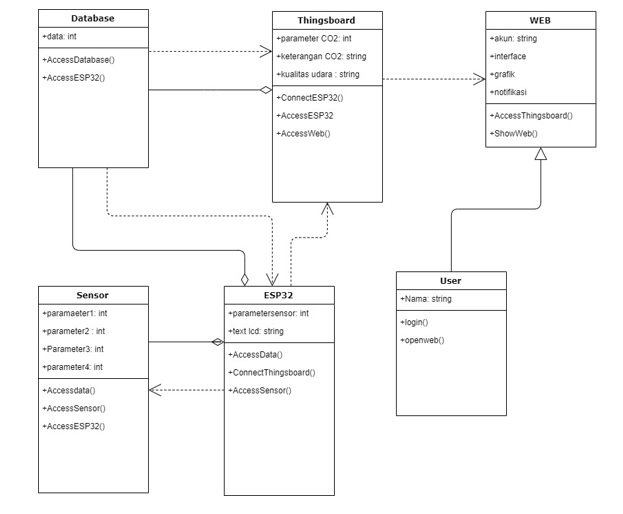 Database
+data: int
+AccessDatabase()
+AccessESP32()
Thingsboard
+parameter CO2: int
+keterangan CO2: string
+kualitas udara : string
+ConnectESP32()
+AccessESP32
+AccessWeb()
WEB
+akun: string
+interface
+grafik
+notifikasi
+AccessThingsboard()
+ShowWeb()
Sensor
+paramaeter1: int
+parameter2 : int
+Parameter3: int
+parameter4: int
+Accessdata()
+AccessSensor()
+AccessESP32()
ESP32
+parametersensor: int
+text lcd: string
+AccessData()
+ConnectThingsboard()
+AccessSensor()
User
+Nama: string
+login()
+openweb()